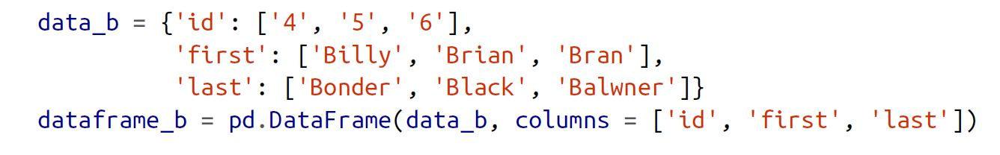 data_b = {'id': ['4', '5', '6'],
'first': ['Billy', 'Brian', 'Bran'],
'last': ['Bonder', 'Black', 'Balwner']}
dataframe_b = pd.DataFrame(data_b, columns = ['id', 'first', 'last'])